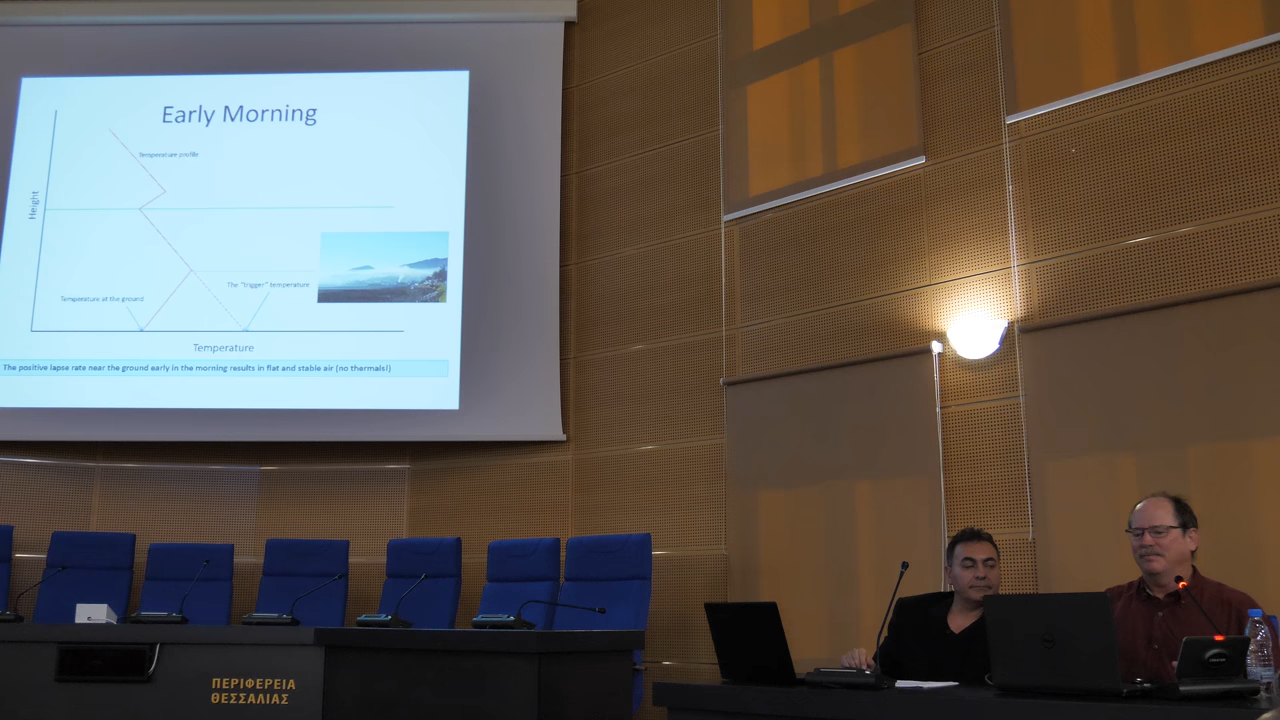 Early Morning
Temperature profile
Height
The "trigger" temperature
Temperature at the ground
Temperature
The positive lapse rate near the ground early in the morning results in flat and stable air (no thermals!)
ΠΕΡΙΦΕΡΕΙΑ
ΘΕΣΣΑΛΙΑΣ